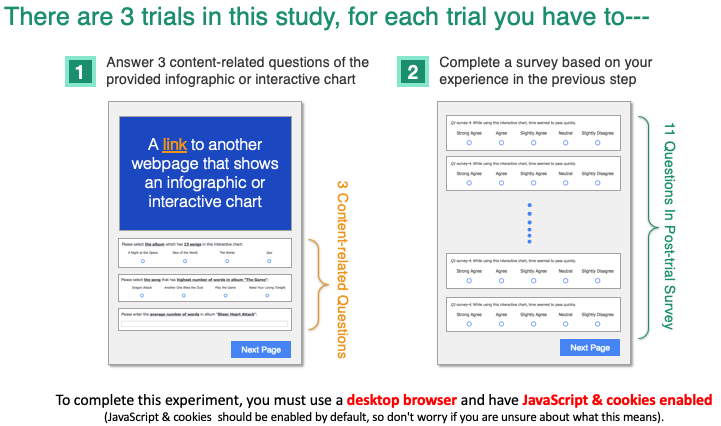 There are 3 trials in this study, for each trial you have to---
1
Answer 3 content-related questions of the
provided infographic or interactive chart
A link to another
webpage that shows
an infographic or
interactive chart
Please select the album which has 13 songs in this interactive chart:
A Night at the Opera News of the World The Works Jazz
Please select the song that has highest number of words in album "The Game":
Dragon Attack Another One Bites the Dust Play the Game Need Your Loving Tonight
Please enter the average number of words in album "Sheer Heart Attack":
Next Page
3 Content-related Questions
2
Complete a survey based on your
experience in the previous step
Q2 survey-4. While using this interactive chart, time seemed to pass quickly.
Strong Agree Agree Slightly Agree Neutral Slightly Disagree
Q2 survey-4. While using this interactive chart, time seemed to pass quickly.
Strong Agree Agree Slightly Agree Neutral Slightly Disagree
Q2 survey-4. While using this interactive chart, time seemed to pass quickly.
Strong Agree Agree Slightly Agree Neutral Slightly Disagree
Q2 survey-4. While using this interactive chart, time seemed to pass quickly.
Strong Agree Agree Slightly Agree Neutral Slightly Disagree
Next Page
11 Questions In Post-trial Survey
To complete this experiment, you must use a desktop browser and have JavaScript & cookies enabled
(JavaScript & cookies should be enabled by default, so don't worry if you are unsure about what this means).